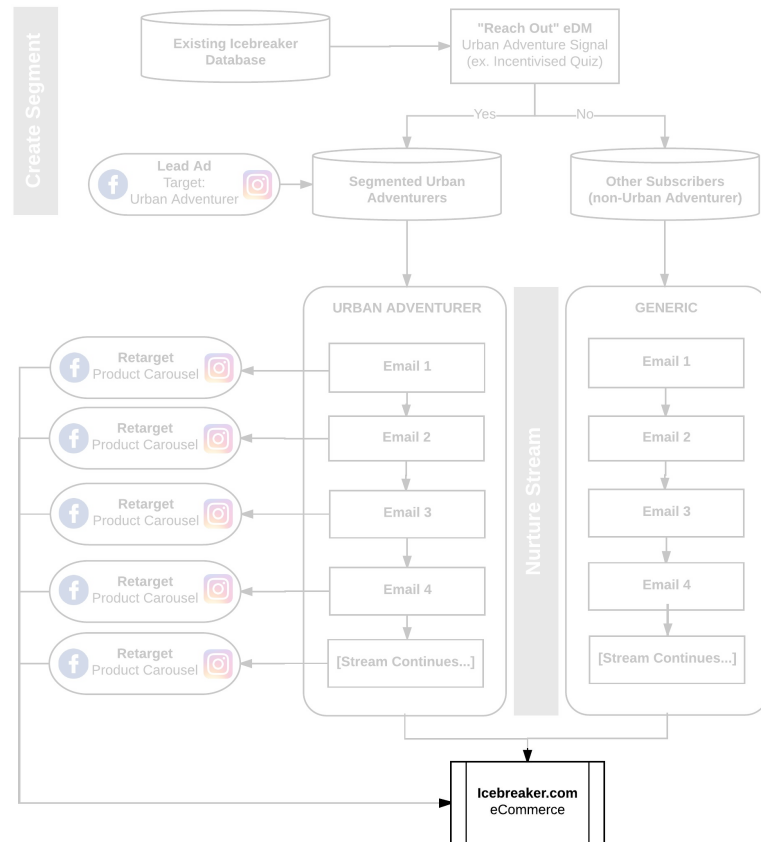 Create Segment
Existing Icebreaker
Database
"Reach Out" eDM
Urban Adventure Signal
(ex. Incentivised Quiz)
Yes
No
Lead Ad
Target:
Urban Adventurer
Segmented Urban
Adventurers
Other Subscribers
(non-Urban Adventurer)
URBAN ADVENTURER
GENERIC
Nurture Stream
Retarget
Product Carousel
Email 1
Email 1
Retarget
Product Carousel
Email 2
Email 2
Retarget
Product Carousel
Email 3
Email 3
Retarget
Product Carousel
Email 4
Email 4
Retarget
Product Carousel
[Stream Continues...]
[Stream Continues...]
Icebreaker.com
eCommerce